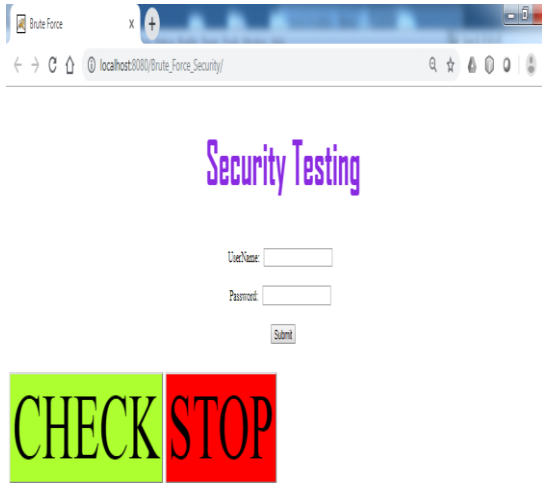 Brute Force
localhost:8080/Brute_Force_Security/
Security Testing
UserName:
Password:
Submit
CHECK STOP